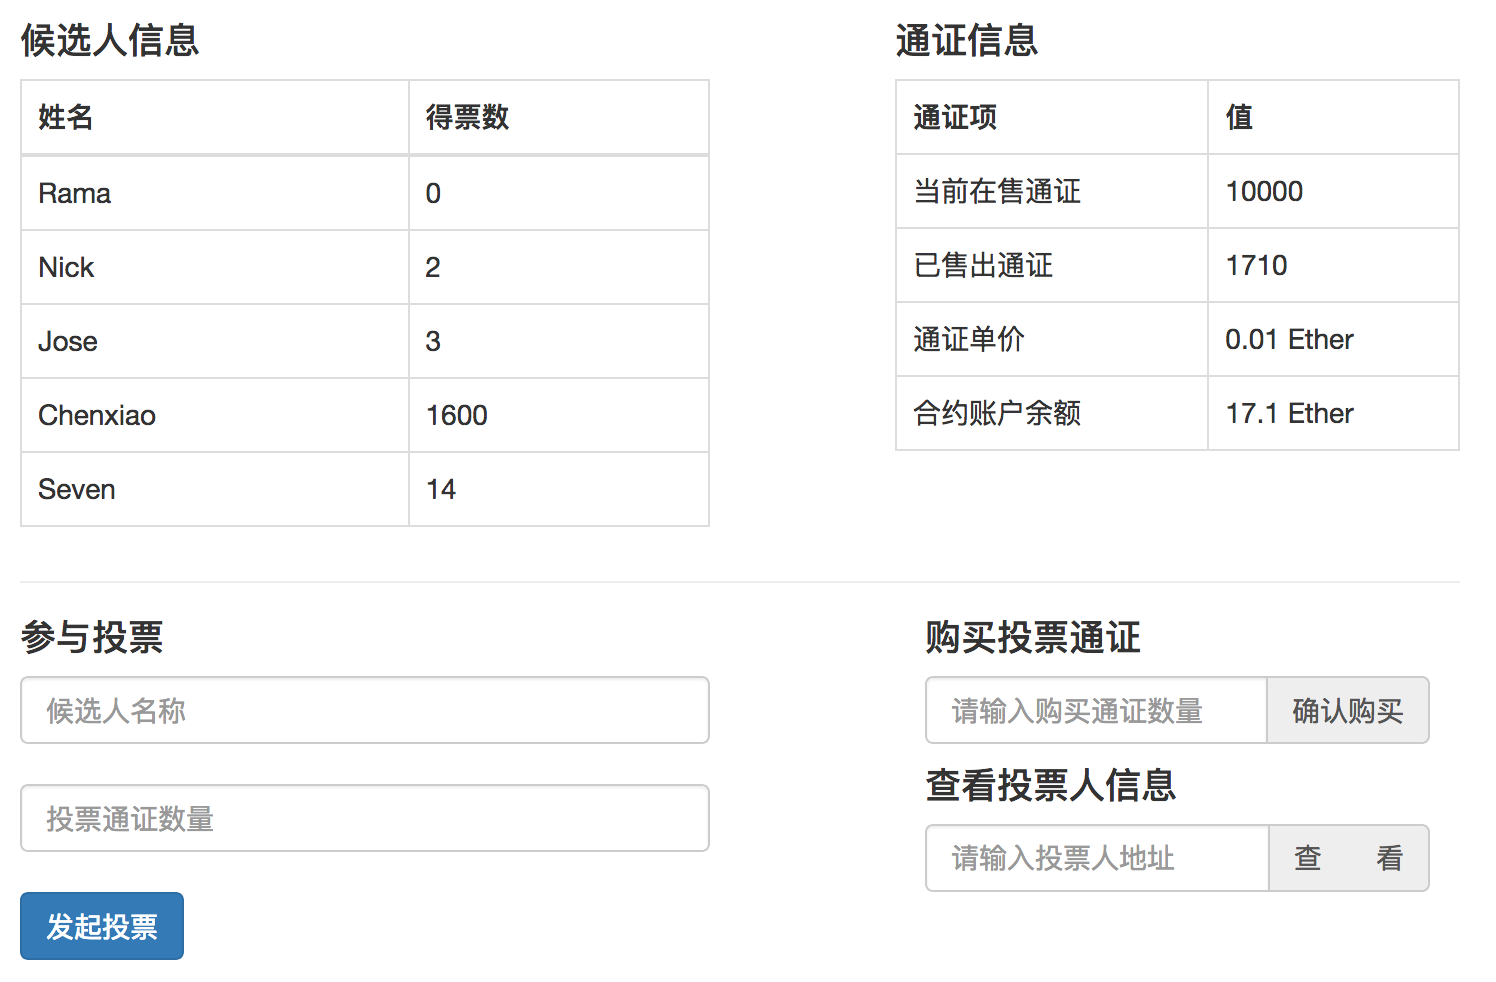 候选人信息
姓名 得票数
Rama 0
Nick 2
Jose 3
Chenxiao 1600
Seven 14
通证信息
通证项 值
当前在售通证 10000
已售出通证 1710
通证单价 0.01 Ether
合约账户余额 17.1 Ether
参与投票
候选人名称
投票通证数量
发起投票
购买投票通证
请输入购买通证数量 确认购买
查看投票人信息
请输入投票人地址 查 看